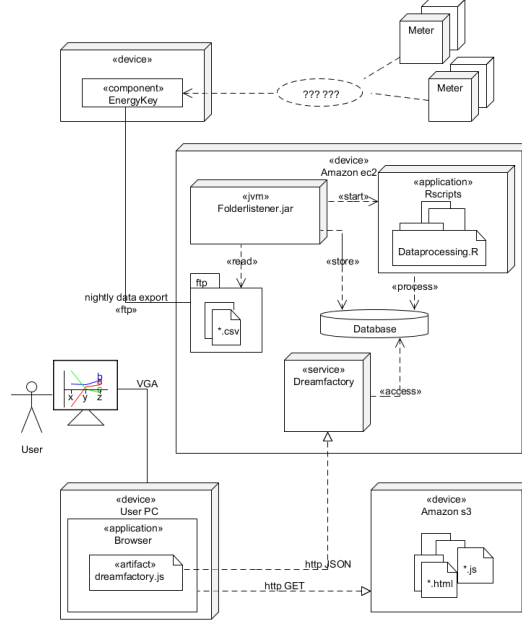 Meter
Meter
«device»
«component»
EnergyKey
??? ???
«device»
Amazon ec2
«jvm»
Folderlistener.jar
«start»
«application»
Rscripts
Dataprocessing.R
«read»
«store»
«process»
ftp
*.csv
nightly data export
«ftp»
Database
«service»
Dreamfactory
«access»
VGA
x y z
User
«device»
User PC
«application»
Browser
«artifact»
dreamfactory.js
http JSON
http GET
«device»
Amazon s3
*.js
*.html